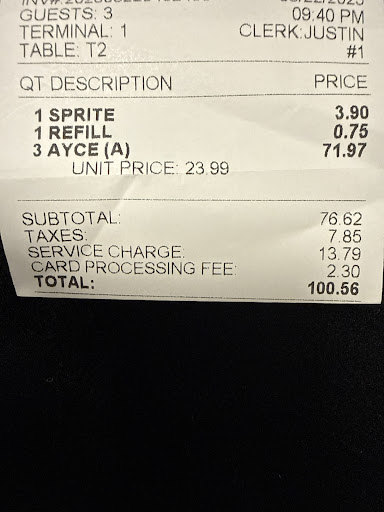 GUESTS: 3 09:40 PM
TERMINAL: 1 CLERK:JUSTIN
TABLE: T2 #1
QT DESCRIPTION PRICE
1 SPRITE 3.90
1 REFILL 0.75
3 AYCE (A) 71.97
UNIT PRICE: 23.99
SUBTOTAL: 76.62
TAXES: 7.85
SERVICE CHARGE: 13.79
CARD PROCESSING FEE: 2.30
TOTAL: 100.56